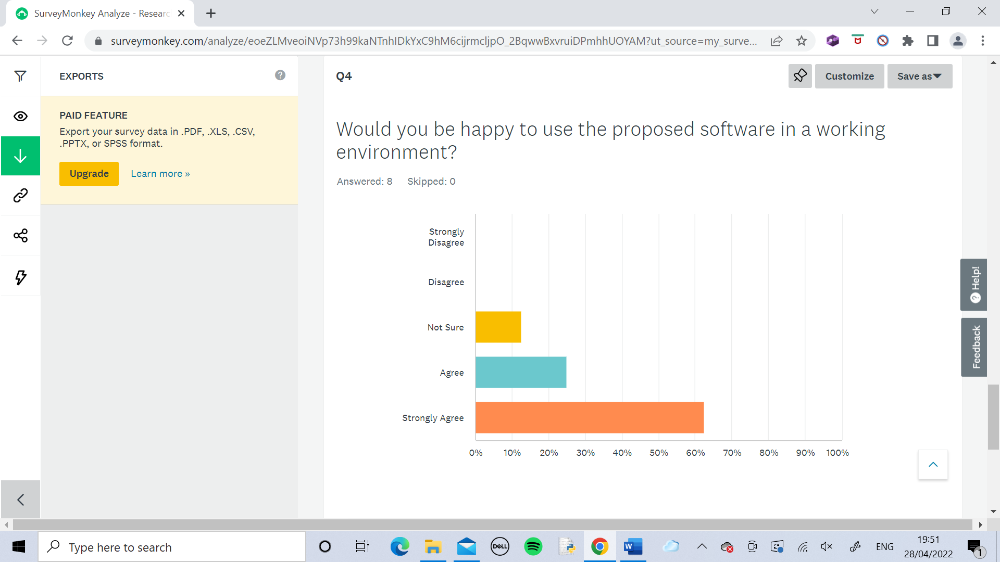 SurveyMonkey Analyze - Researc
surveymonkey.com/analyze/eoeZLMveoiNVp73h99kaNTnhIDkYxC9hM6cijrmcljpO_2BqwwBxvruiDPmhhUOYAM?ut_source=my_surve...
EXPORTS
?
PAID FEATURE
Export your survey data in .PDF, .XLS, .CSV,
.PPTX, or SPSS format.
Upgrade
Learn more »
Q4
Customize
Save as
Would you be happy to use the proposed software in a working
environment?
Answered: 8 Skipped: 0
Strongly
Disagree
Disagree
Not Sure
Agree
Strongly Agree
0% 10% 20% 30% 40% 50% 60% 70% 80% 90% 100%
? Help!
Feedback
Type here to search
DELL
W
ENG
19:51
28/04/2022
1